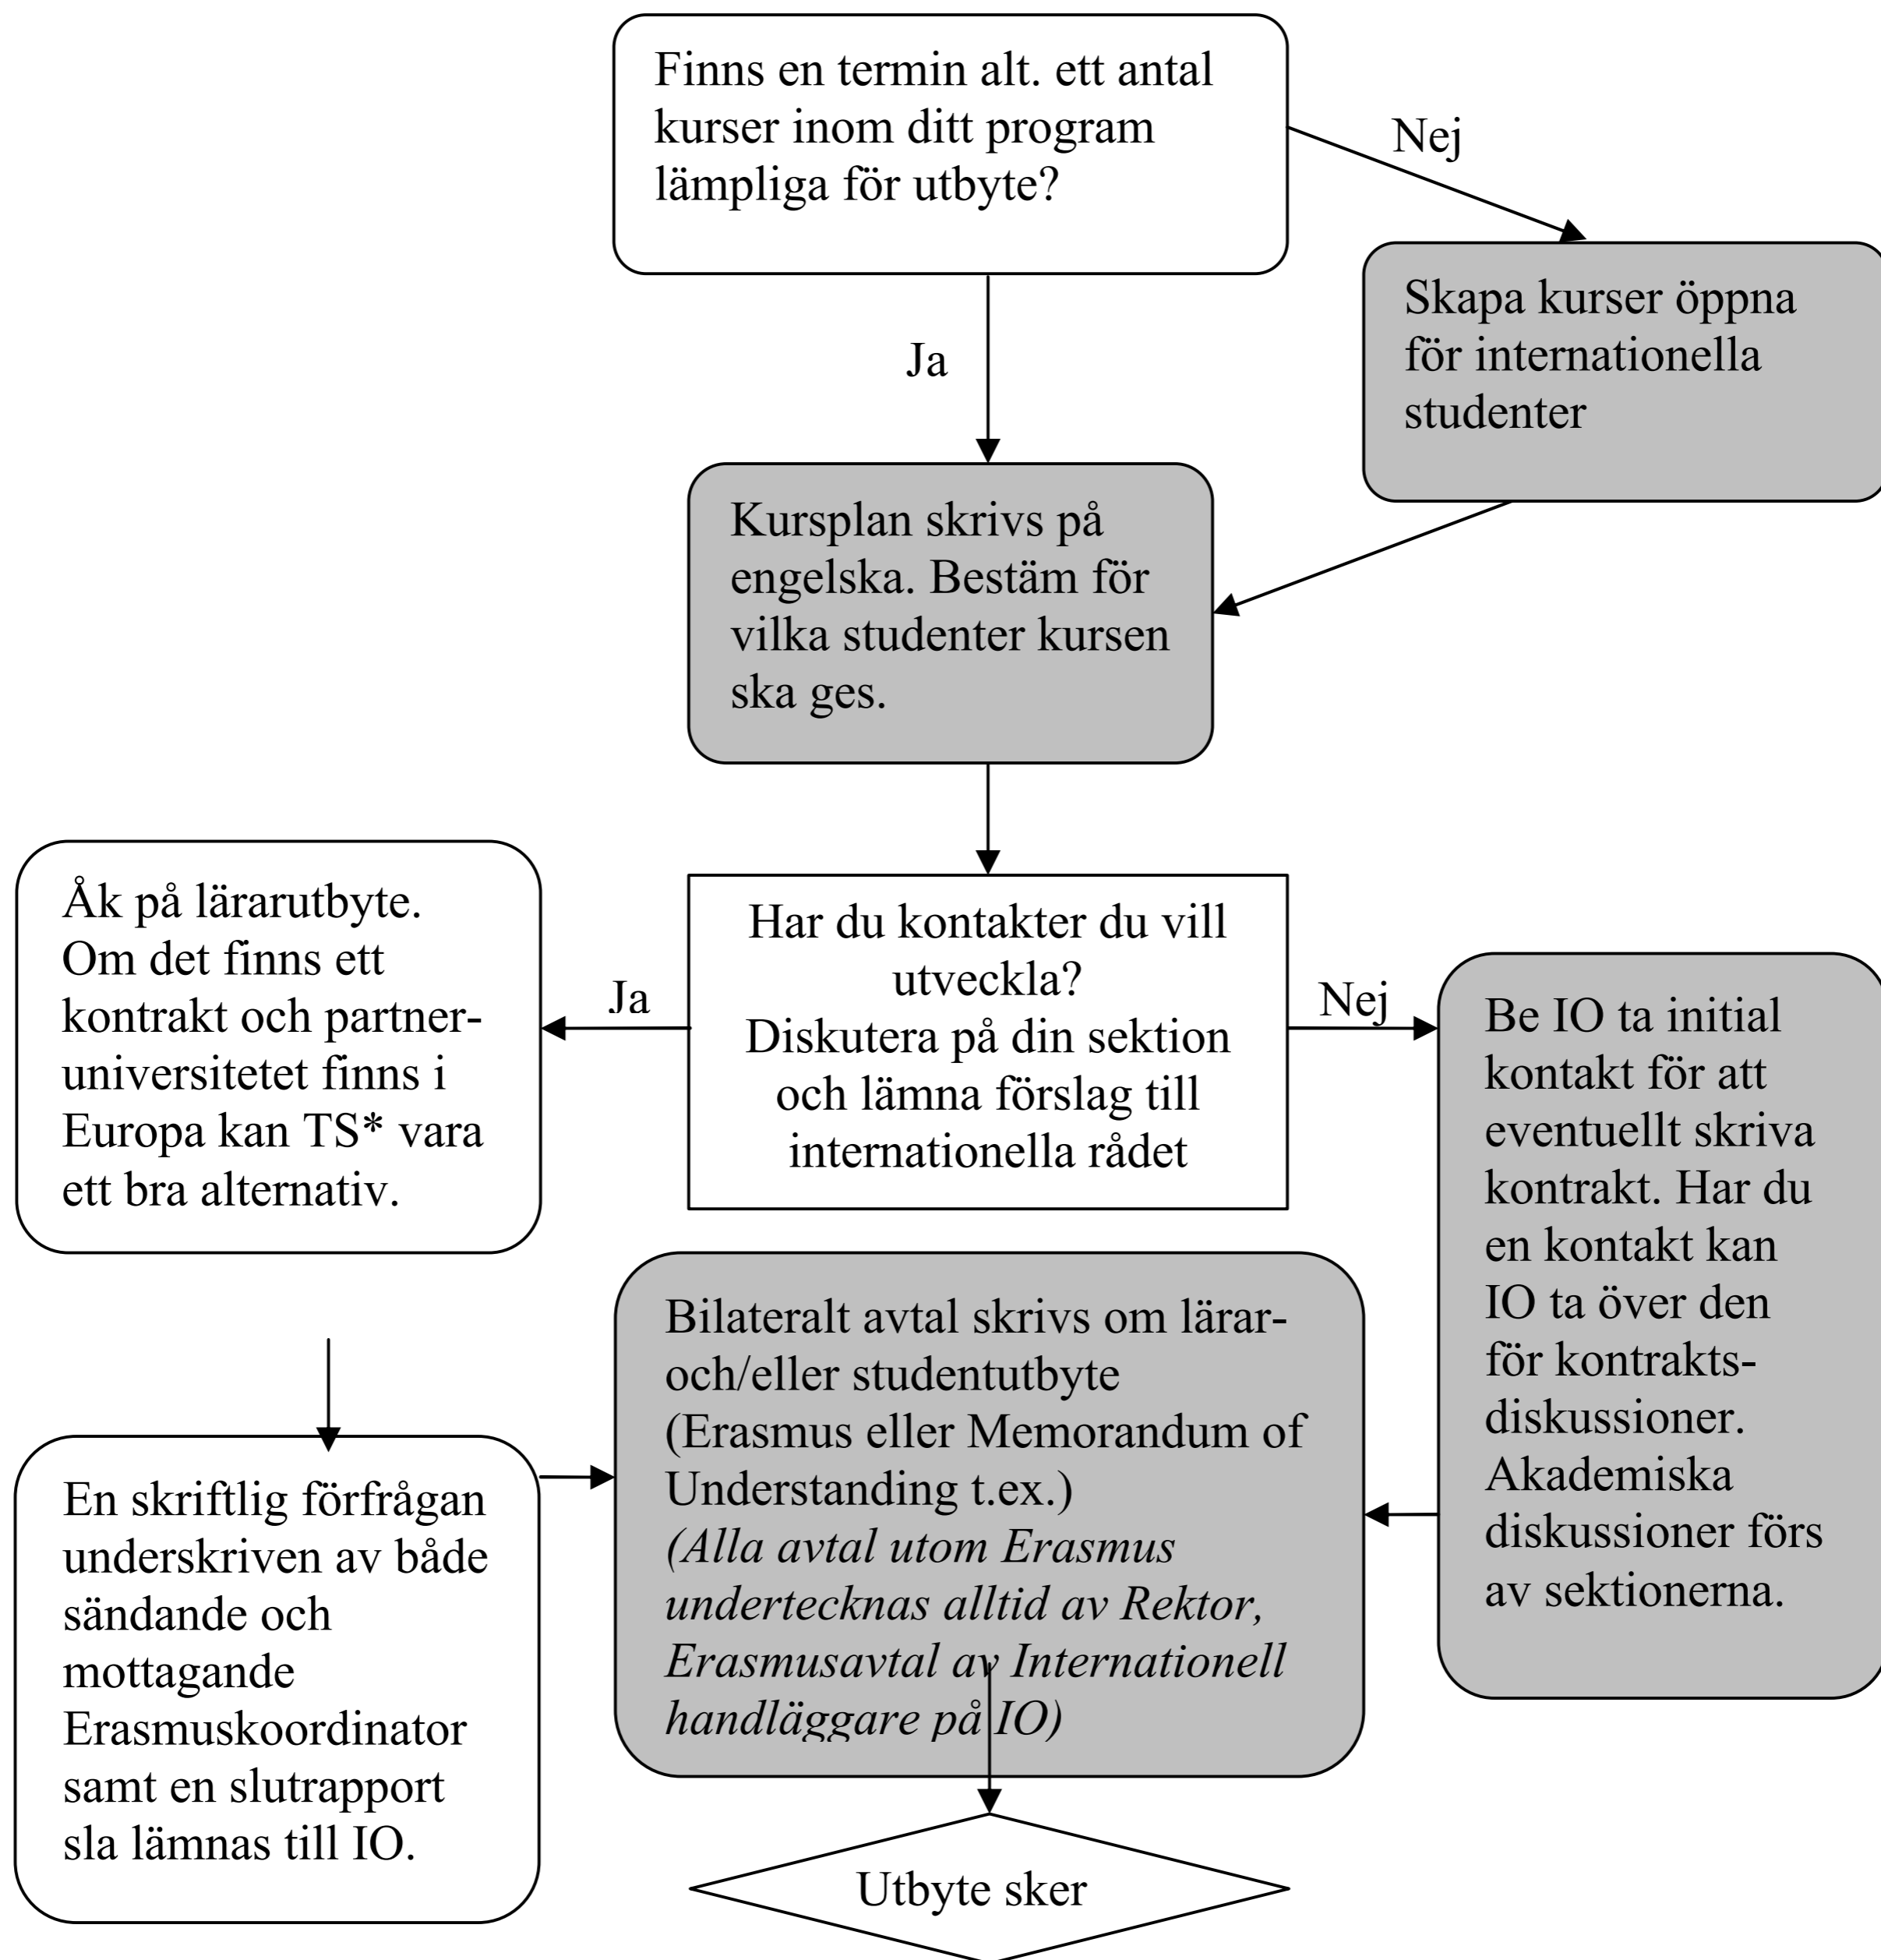 Finns en termin alt. ett antal
kurser inom ditt program
lämpliga för utbyte?
Nej
Skapa kurser öppna
för internationella
studenter
Ja
Kursplan skrivs på
engelska. Bestäm för
vilka studenter kursen
ska ges.
Har du kontakter du vill
utveckla?
Diskutera på din sektion
och lämna förslag till
internationella rådet
Ja
Åk på lärarutbyte.
Om det finns ett
kontrakt och partner-
universitetet finns i
Europa kan TS* vara
ett bra alternativ.
Nej
Be IO ta initial
kontakt för att
eventuellt skriva
kontrakt. Har du
en kontakt kan
IO ta över den
för kontrakts-
diskussioner.
Akademiska
diskussioner förs
av sektionerna.
En skriftlig förfrågan
underskriven av både
sändande och
mottagande
Erasmuskoordinator
samt en slutrapport
sla lämnas till IO.
Bilateralt avtal skrivs om lärar-
och/eller studentutbyte
(Erasmus eller Memorandum of
Understanding t.ex.)
(Alla avtal utom Erasmus
undertecknas alltid av Rektor,
Erasmusavtal av Internationell
handläggare på IO)
Utbyte sker